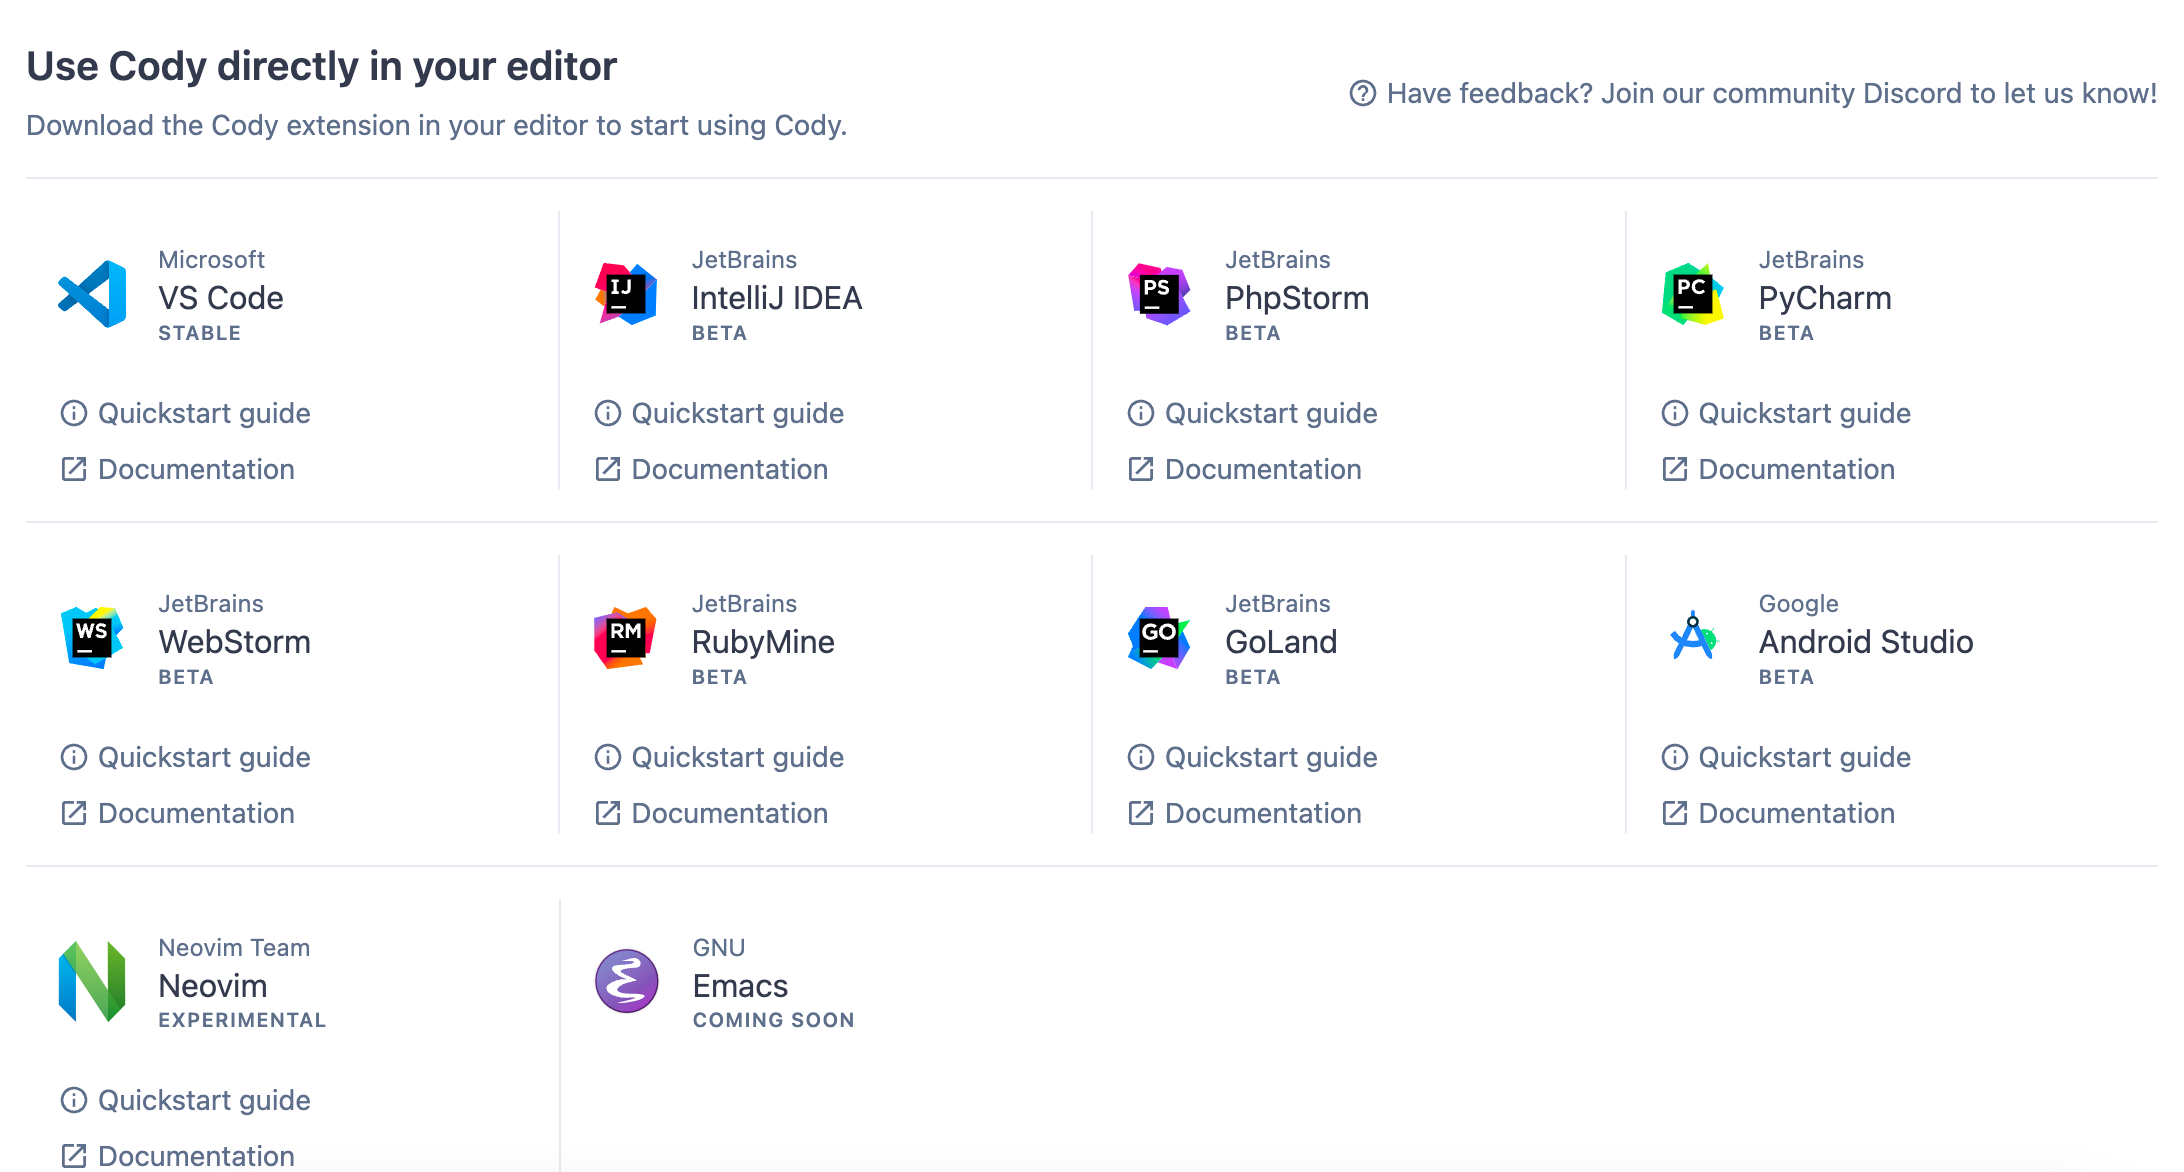 Use Cody directly in your editor
Download the Cody extension in your editor to start using Cody.
Have feedback? Join our community Discord to let us know!
Microsoft
VS Code
STABLE
Quickstart guide
Documentation
IJ
JetBrains
IntelliJ IDEA
BETA
Quickstart guide
Documentation
PS
JetBrains
PhpStorm
BETA
Quickstart guide
Documentation
PC
JetBrains
PyCharm
BETA
Quickstart guide
Documentation
WS
JetBrains
WebStorm
BETA
Quickstart guide
Documentation
RM
JetBrains
RubyMine
BETA
Quickstart guide
Documentation
GO
JetBrains
GoLand
BETA
Quickstart guide
Documentation
Google
Android Studio
BETA
Quickstart guide
Documentation
Neovim Team
Neovim
EXPERIMENTAL
Quickstart guide
Documentation
GNU
Emacs
COMING SOON